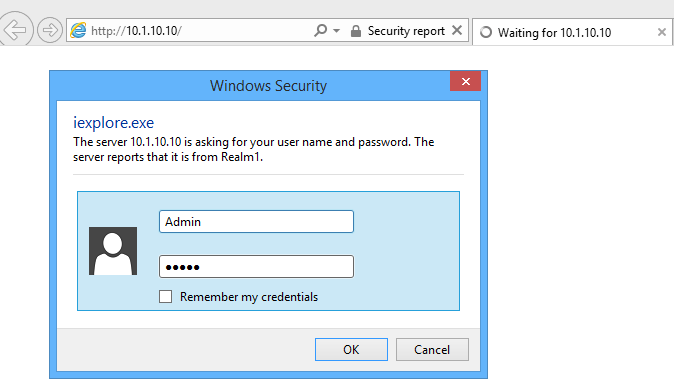 http://10.1.10.10/ Security report Waiting for 10.1.10.10
Windows Security
iexplore.exe
The server 10.1.10.10 is asking for your user name and password. The
server reports that it is from Realm1.
Admin
●●●●●
Remember my credentials
OK Cancel